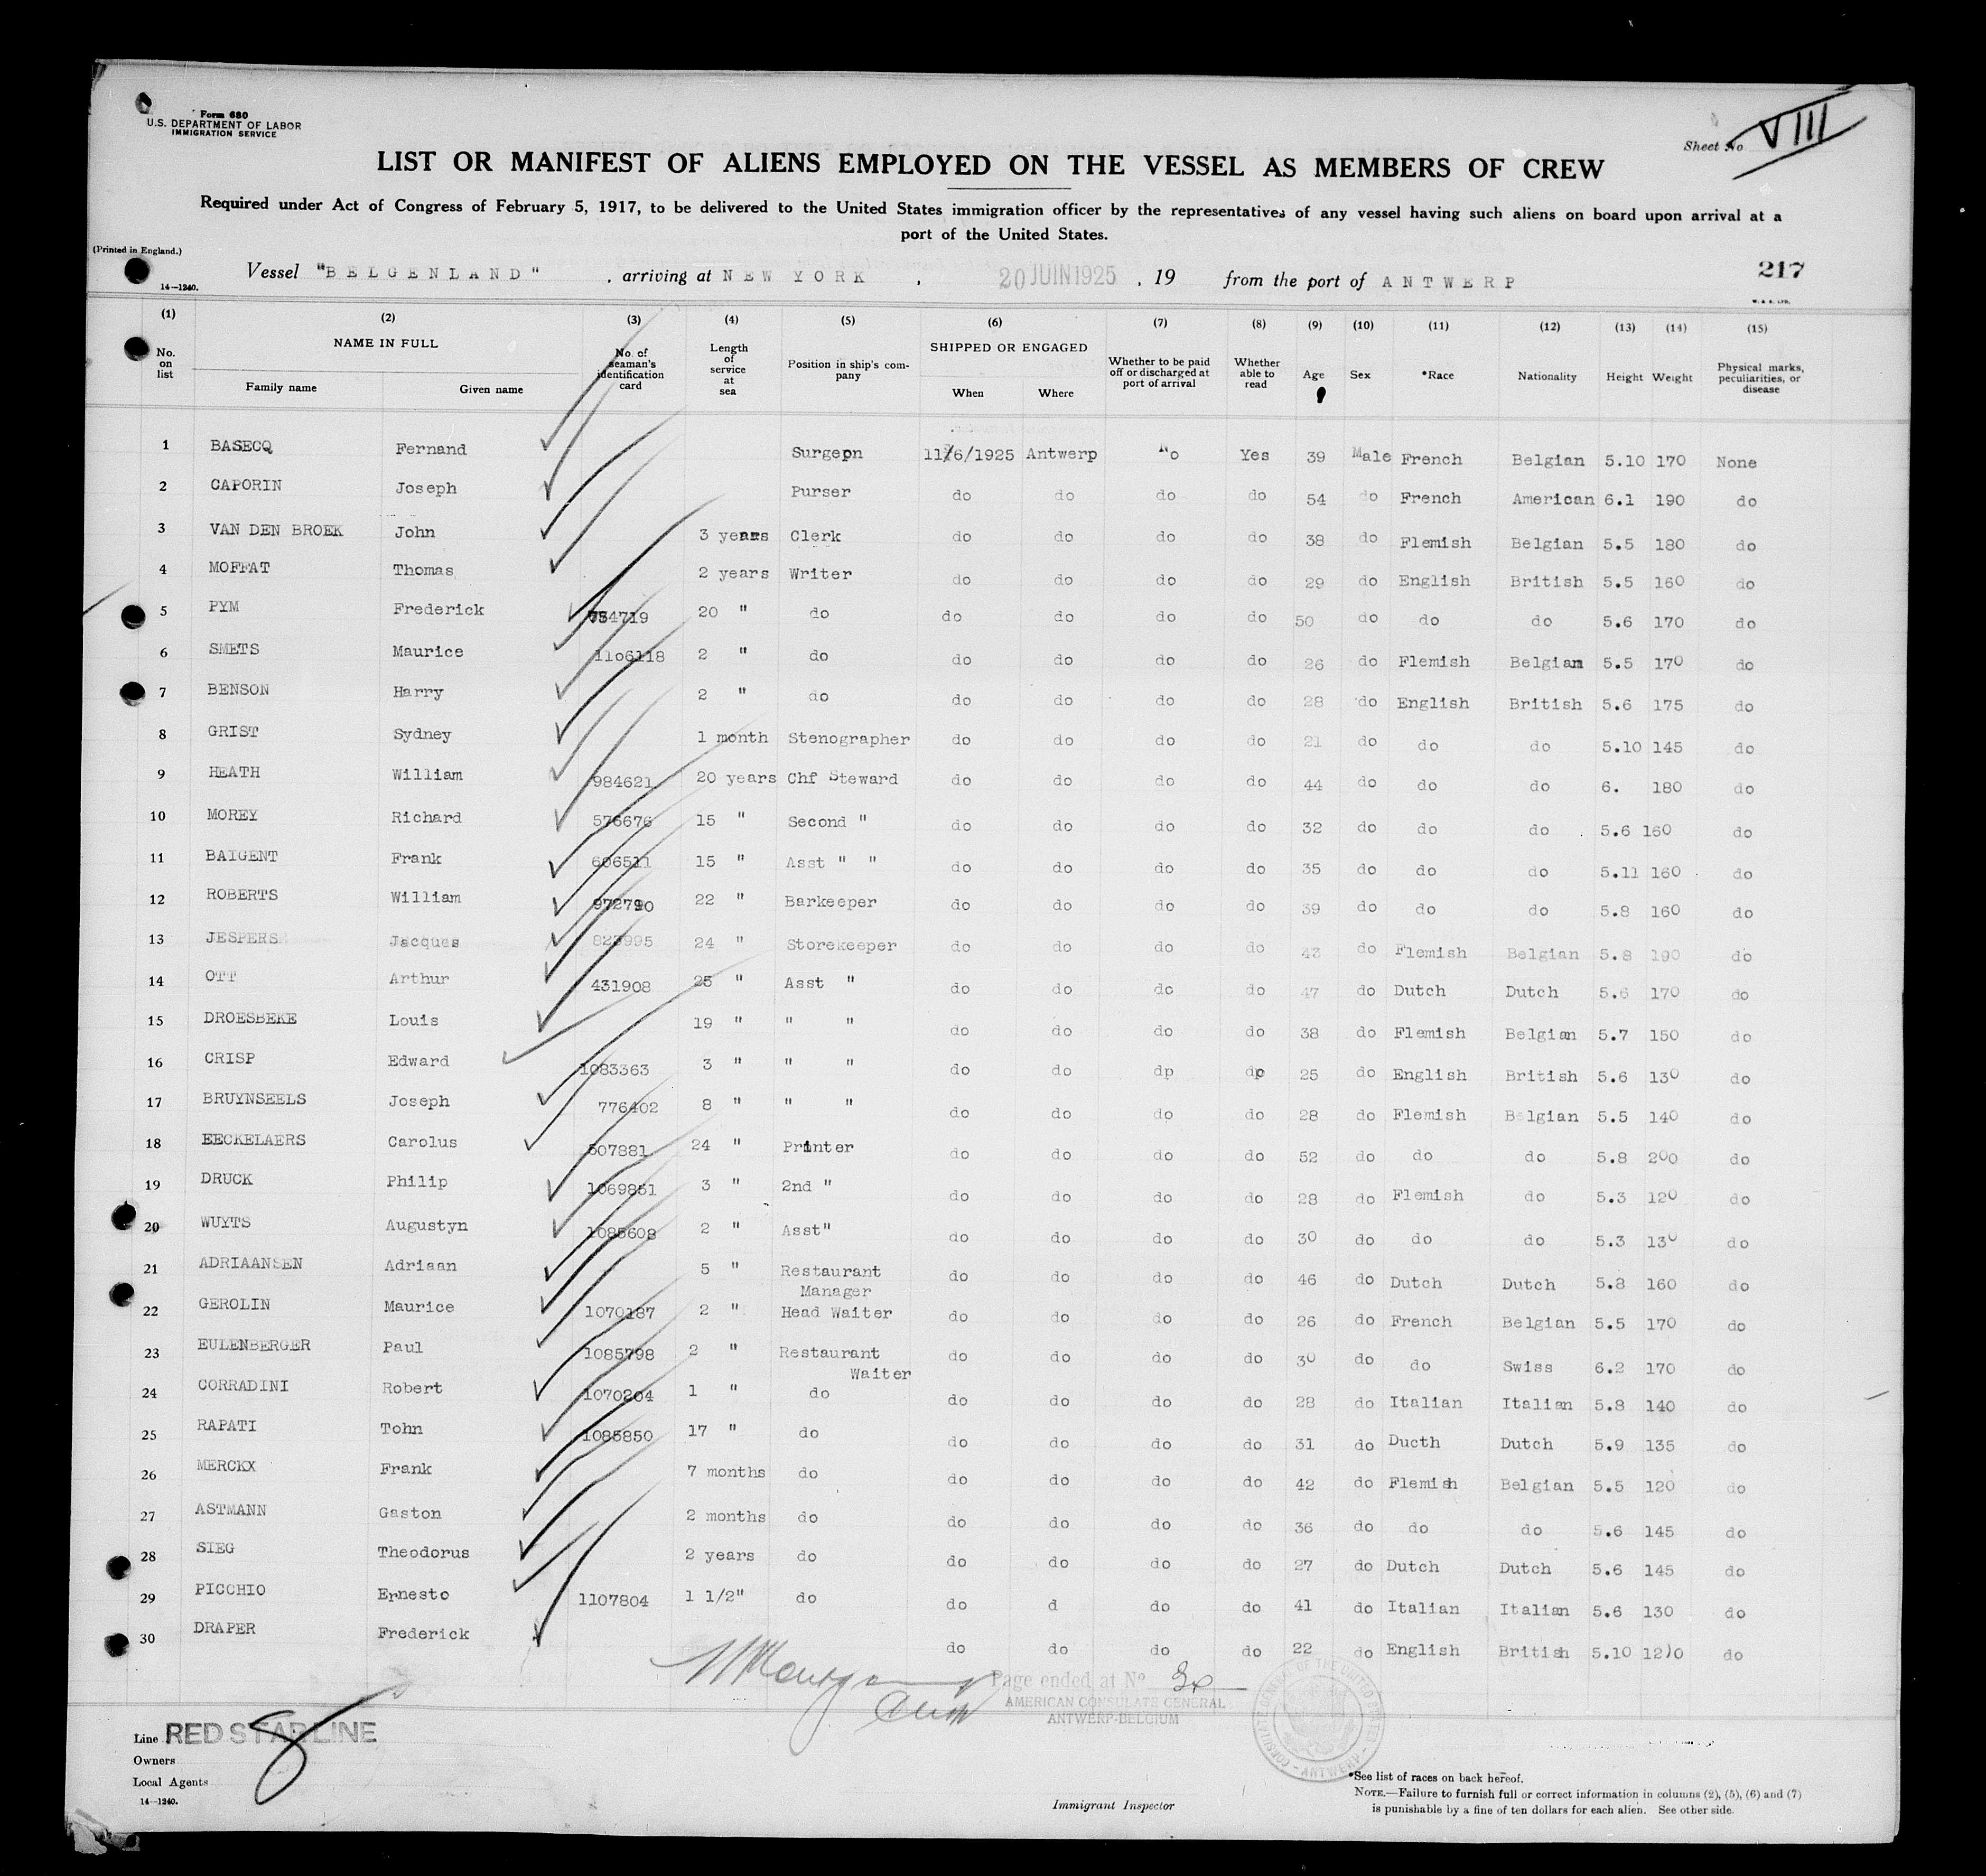 Form 680
U.S. DEPARTMENT OF LABOR
IMMIGRATION SERVICE
Sheet No VIII
LIST OR MANIFEST OF ALIENS EMPLOYED ON THE VESSEL AS MEMBERS OF CREW
Required under Act of Congress of February 5, 1917, to be delivered to the United States immigration officer by the representatives of any vessel having such aliens on board upon arrival at a
port of the United States.
(Printed in England.)
Vessel "BELGENLAND", arriving at NEW YORK, 20 JUIN 1925, 19 from the port of ANTWERP
217
14—1240.
(1) (2) (3) (4) (5) (6) (7) (8) (9) (10) (11) (12) (13) (14) (15)
No. on list NAME IN FULL Family name Given name No. of seaman's identification card Length of service at sea Position in ship's company SHIPPED OR ENGAGED When Where Whether to be paid off or discharged at port of arrival Whether able to read Age Sex *Race Nationality Height Weight Physical marks, peculiarities, or disease
1 BASECQ Fernand Surgeon 11/6/1925 Antwerp No Yes 39 Male French Belgian 5.10 170 None
2 CAPORIN Joseph Purser do do do do 54 do French American 6.1 190 do
3 VAN DEN BROEK John 3 years Clerk do do do do 38 do Flemish Belgian 5.5 180 do
4 MOFFAT Thomas 2 years Writer do do do do 29 do English British 5.5 160 do
5 PYM Frederick 20 " do do do do do 50 do do do 5.6 170 do
6 SMETS Maurice 1106118 2 " do do do do do 26 do Flemish Belgian 5.5 170 do
7 BENSON Harry 2 " do do do do do 28 do English British 5.6 175 do
8 GRIST Sydney 1 month Stenographer do do do do 21 do do do 5.10 145 do
9 HEATH William 984621 20 years Chf Steward do do do do 44 do do do 6. 180 do
10 MOREY Richard 576676 15 " Second " do do do do 32 do do do 5.6 160 do
11 BAIGENT Frank 606511 15 " Asst " " do do do do 35 do do do 5.11 160 do
12 ROBERTS William 22 " Barkeeper do do do do 39 do do do 5.8 160 do
13 JESPERS Jacques 24 " Storekeeper do do do do 43 do Flemish Belgian 5.8 190 do
14 OTT Arthur 431908 25 " Asst " do do do do 47 do Dutch Dutch 5.6 170 do
15 DROESBEKE Louis 19 " " " do do do do 38 do Flemish Belgian 5.7 150 do
16 CRISP Edward 1083363 3 " " " do do dp dp 25 do English British 5.6 130 do
17 BRUYNSEELS Joseph 776402 8 " " " do do do do 28 do Flemish Belgian 5.5 140 do
18 EECKELAERS Carolus 507881 24 " Printer do do do do 52 do do do 5.8 200 do
19 DRUCK Philip 1069851 3 " 2nd " do do do do 28 do Flemish do 5.3 120 do
20 WUYTS Augustyn 1085608 2 " Asst" do do do do 30 do do do 5.3 130 do
21 ADRIAANSEN Adriaan 5 " Restaurant do do do do 46 do Dutch Dutch 5.8 160 do
Manager
22 GEROLIN Maurice 1070187 2 " Head Waiter do do do do 26 do French Belgian 5.5 170 do
23 EULENBERGER Paul 1085798 2 " Restaurant do do do do 30 do do Swiss 6.2 170 do
Waiter
24 CORRADINI Robert 1070204 1 " do do do do do 28 do Italian Italian 5.8 140 do
25 RAPATI Tohn 1085850 17 " do do do do do 31 do Ducth Dutch 5.9 135 do
26 MERCKX Frank 7 months do do do do do 42 do Flemish Belgian 5.5 120 do
27 ASTMANN Gaston 2 months do do do do do 36 do do do 5.6 145 do
28 SIEG Theodorus 2 years do do do do do 27 do Dutch Dutch 5.6 145 do
29 PICCHIO Ernesto 1107804 1 1/2" do do d do do 41 do Italian Italian 5.6 130 do
30 DRAPER Frederick do do do do 22 do English British 5.10 do
Page ended at No 30
AMERICAN CONSULATE GENERAL
ANTWERP-BELGIUM
Line RED STAR LINE
8
Owners
Local Agents
14—1240.
Immigrant Inspector
*See list of races on back hereof.
NOTE.—Failure to furnish full or correct information in columns (2), (5), (6) and (7)
is punishable by a fine of ten dollars for each alien. See other side.